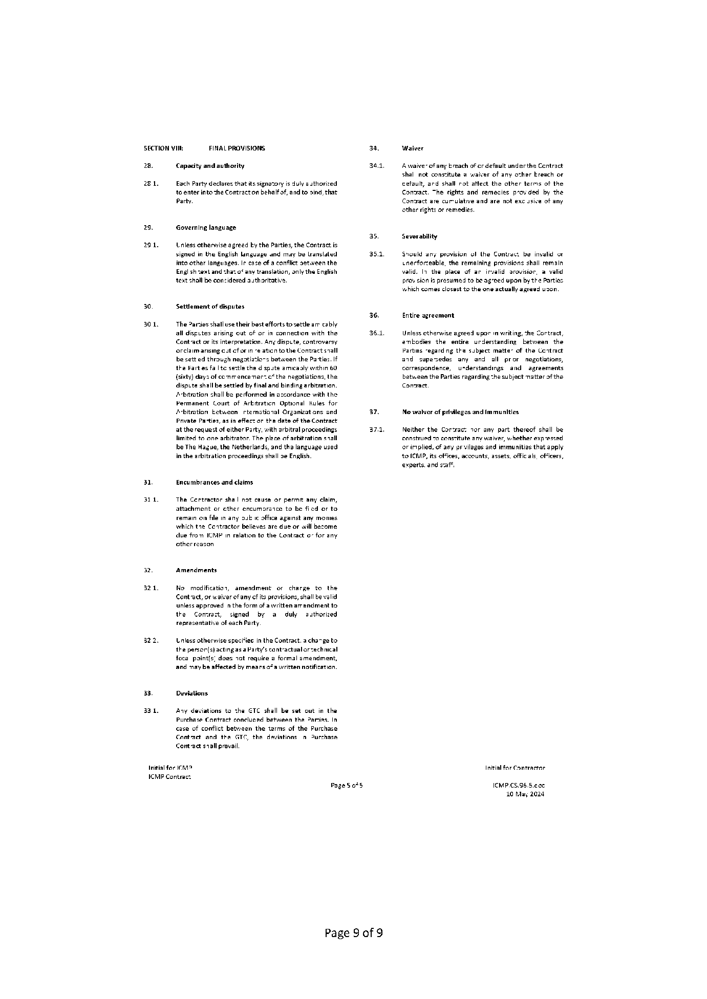 SECTION VIII: FINAL PROVISIONS
28. Capacity and authority
28.1. Each Party declares that its signatory is duly authorized
to enter into the Contract on behalf of, and to bind, that
Party.
29. Governing language
29.1. Unless otherwise agreed by the Parties, the Contract is
signed in the English language and may be translated
into other languages. In case of a conflict between the
English text and that of any translation, only the English
text shall be considered authoritative.
30. Settlement of disputes
30.1. The Parties shall use their best efforts to settle amicably
all disputes arising out of or in connection with the
Contract or its interpretation. Any dispute, controversy
or claim arising out of or in relation to the Contract shall
be settled through negotiations between the Parties. If
the Parties fail to settle the dispute amicably within 60
(sixty) days of commencement of the negotiations, the
dispute shall be settled by final and binding arbitration.
Arbitration shall be performed in accordance with the
Permanent Court of Arbitration Optional Rules for
Arbitration between International Organizations and
Private Parties, as in effect on the date of the Contract
at the request of either Party, with arbitral proceedings
limited to one arbitrator. The place of arbitration shall
be The Hague, the Netherlands, and the language used
in the arbitration proceedings shall be English.
31. Encumbrances and claims
31.1. The Contractor shall not cause or permit any claim,
attachment or other encumbrance to be filed or to
remain on file in any public office against any monies
which the Contractor believes are due or will become
due from ICMP in relation to the Contract or for any
other reason.
32. Amendments
32.1. No modification, amendment or change to the
Contract, or waiver of any of its provisions, shall be valid
unless approved in the form of a written amendment to
the Contract, signed by a duly authorized
representative of each Party.
32.2. Unless otherwise specified in the Contract, a change to
the person(s) acting as a Party's contractual or technical
focal point(s) does not require a formal amendment,
and may be affected by means of a written notification.
33. Deviations
33.1. Any deviations to the GTC shall be set out in the
Purchase Contract concluded between the Parties. In
case of conflict between the terms of the Purchase
Contract and the GTC, the deviations in Purchase
Contract shall prevail.
34. Waiver
34.1. A waiver of any breach of or default under the Contract
shall not constitute a waiver of any other breach or
default, and shall not affect the other terms of the
Contract. The rights and remedies provided by the
Contract are cumulative and are not exclusive of any
other rights or remedies.
35. Severability
35.1. Should any provision of the Contract be invalid or
unenforceable, the remaining provisions shall remain
valid. In the place of an invalid provision, a valid
provision is presumed to be agreed upon by the Parties
which comes closest to the one actually agreed upon.
36. Entire agreement
36.1. Unless otherwise agreed upon in writing, the Contract,
embodies the entire understanding between the
Parties regarding the subject matter of the Contract
and supersedes any and all prior negotiations,
correspondence, understandings and agreements
between the Parties regarding the subject matter of the
Contract.
37. No waiver of privileges and immunities
37.1. Neither the Contract nor any part thereof shall be
construed to constitute any waiver, whether expressed
or implied, of any privileges and immunities that apply
to ICMP, its offices, accounts, assets, officials, officers,
experts, and staff.
Initial for ICMP
Initial for Contractor
ICMP Contract
Page 5 of 5
ICMP.CS.96.5.doc
10 May 2024
Page 9 of 9